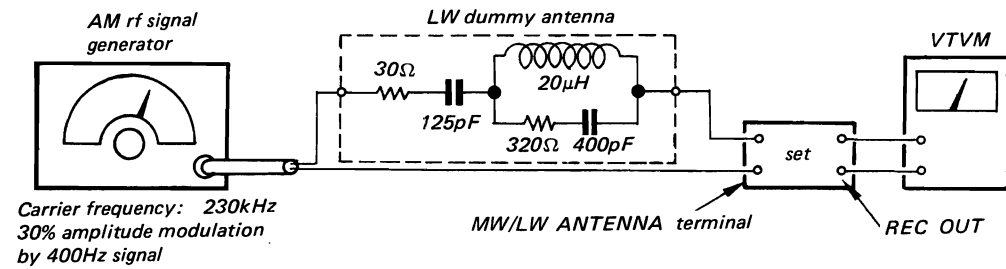 AM rf signal
generator
LW dummy antenna
VTVM
30Ω
125pF
20μH
320Ω
400pF
set
Carrier frequency: 230kHz
30% amplitude modulation
by 400Hz signal
MW/LW ANTENNA terminal
REC OUT